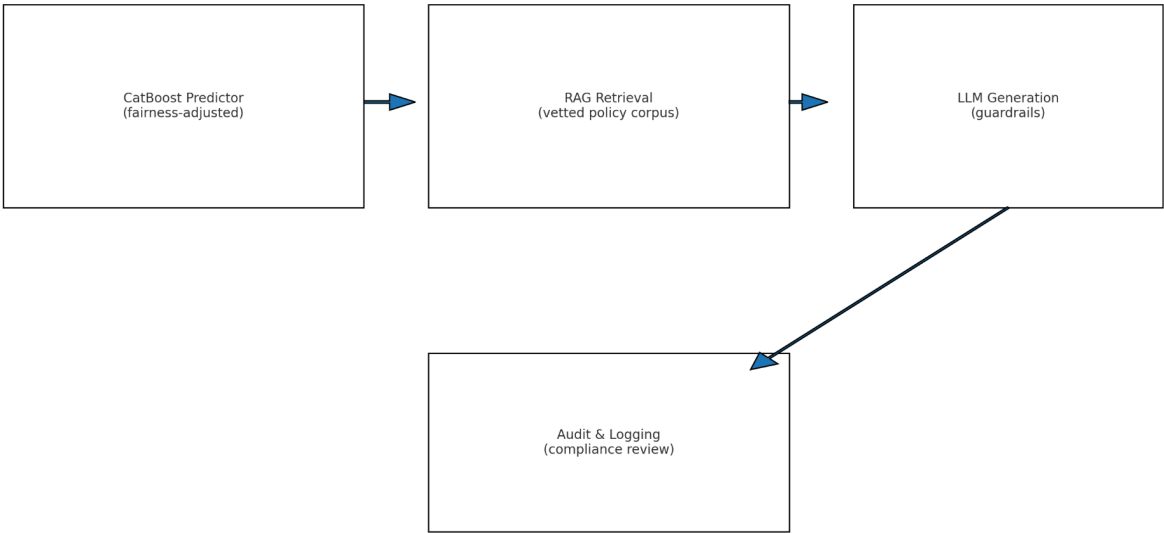 CatBoost Predictor
(fairness-adjusted)
RAG Retrieval
(vetted policy corpus)
LLM Generation
(guardrails)
Audit & Logging
(compliance review)